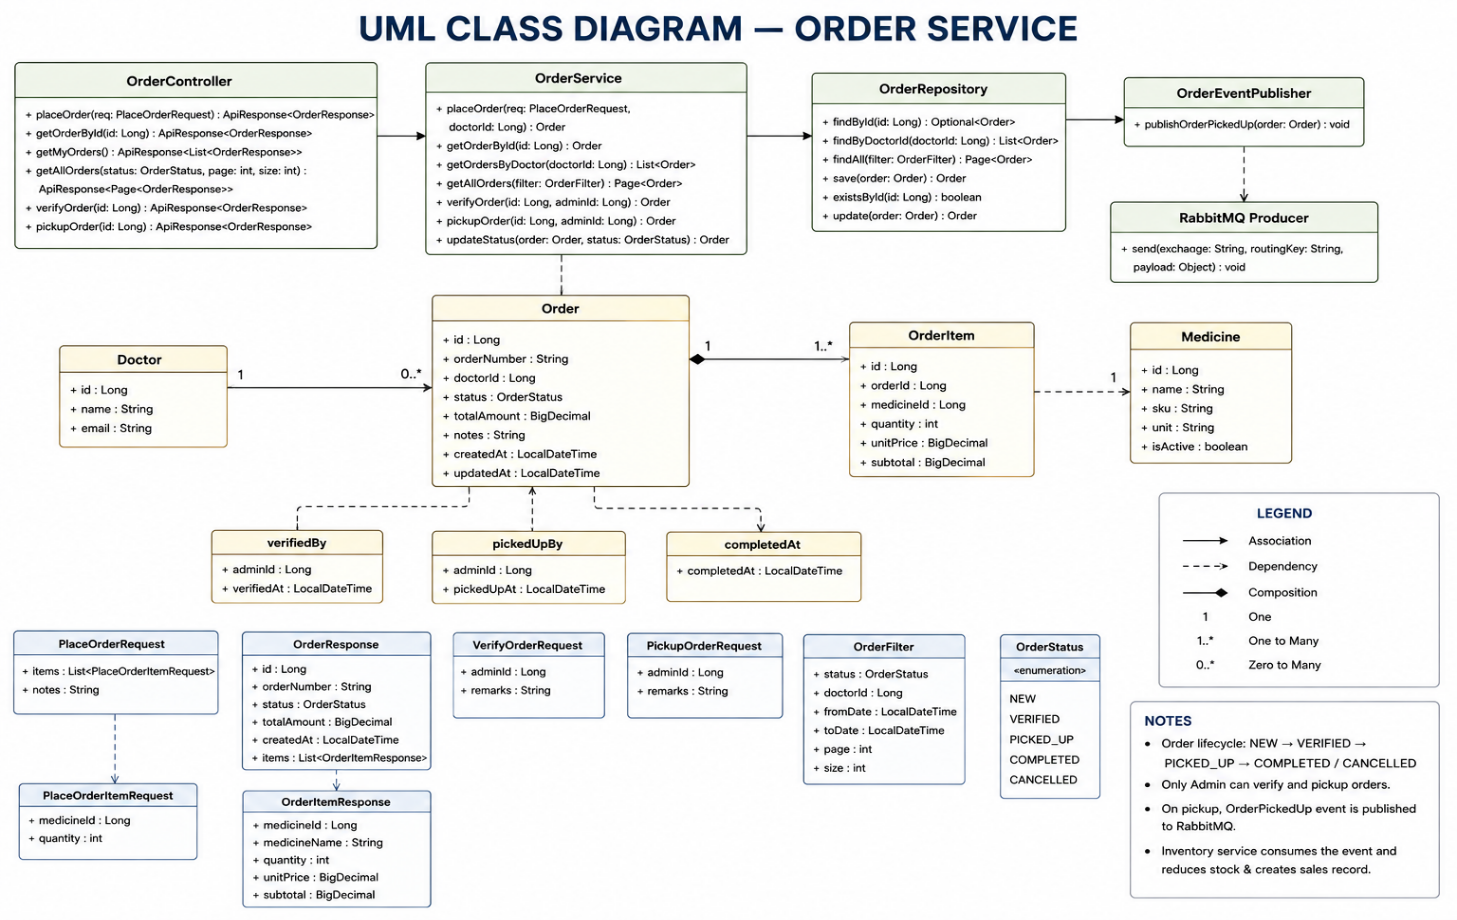 UML CLASS DIAGRAM — ORDER SERVICE
OrderController
+ placeOrder(req: PlaceOrderRequest) : ApiResponse<OrderResponse>
+ getOrderById(id: Long) : ApiResponse<OrderResponse>
+ getMyOrders() : ApiResponse<List<OrderResponse>>
+ getAllOrders(status: OrderStatus, page: int, size: int) :
ApiResponse<Page<OrderResponse>>
+ verifyOrder(id: Long) : ApiResponse<OrderResponse>
+ pickupOrder(id: Long) : ApiResponse<OrderResponse>
OrderService
+ placeOrder(req: PlaceOrderRequest,
doctorId: Long) : Order
+ getOrderById(id: Long) : Order
+ getOrdersByDoctor(doctorId: Long) : List<Order>
+ getAllOrders(filter: OrderFilter) : Page<Order>
+ verifyOrder(id: Long, adminId: Long) : Order
+ pickupOrder(id: Long, adminId: Long) : Order
+ updateStatus(order: Order, status: OrderStatus) : Order
OrderRepository
+ findById(id: Long) : Optional<Order>
+ findByDoctorId(doctorId: Long) : List<Order>
+ findAll(filter: OrderFilter) : Page<Order>
+ save(order: Order) : Order
+ existsById(id: Long) : boolean
+ update(order: Order) : Order
OrderEventPublisher
+ publishOrderPickedUp(order: Order) : void
RabbitMQ Producer
+ send(exchange: String, routingKey: String,
payload: Object) : void
Doctor
+ id : Long
+ name : String
+ email : String
1
0..*
Order
+ id : Long
+ orderNumber : String
+ doctorId : Long
+ status : OrderStatus
+ totalAmount : BigDecimal
+ notes : String
+ createdAt : LocalDateTime
+ updatedAt : LocalDateTime
1
1..*
OrderItem
+ id : Long
+ orderId : Long
+ medicineId : Long
+ quantity : int
+ unitPrice : BigDecimal
+ subtotal : BigDecimal
1
Medicine
+ id : Long
+ name : String
+ sku : String
+ unit : String
+ isActive : boolean
verifiedBy
+ adminId : Long
+ verifiedAt : LocalDateTime
pickedUpBy
+ adminId : Long
+ pickedUpAt : LocalDateTime
completedAt
+ completedAt : LocalDateTime
LEGEND
Association
Dependency
Composition
1 One
1..* One to Many
0..* Zero to Many
PlaceOrderRequest
+ items : List<PlaceOrderItemRequest>
+ notes : String
PlaceOrderItemRequest
+ medicineId : Long
+ quantity : int
OrderResponse
+ id : Long
+ orderNumber : String
+ status : OrderStatus
+ totalAmount : BigDecimal
+ createdAt : LocalDateTime
+ items : List<OrderItemResponse>
OrderItemResponse
+ medicineId : Long
+ medicineName : String
+ quantity : int
+ unitPrice : BigDecimal
+ subtotal : BigDecimal
VerifyOrderRequest
+ adminId : Long
+ remarks : String
PickupOrderRequest
+ adminId : Long
+ remarks : String
OrderFilter
+ status : OrderStatus
+ doctorId : Long
+ fromDate : LocalDateTime
+ toDate : LocalDateTime
+ page : int
+ size : int
OrderStatus
<enumeration>
NEW
VERIFIED
PICKED_UP
COMPLETED
CANCELLED
NOTES
• Order lifecycle: NEW → VERIFIED →
PICKED_UP → COMPLETED / CANCELLED
• Only Admin can verify and pickup orders.
• On pickup, OrderPickedUp event is published
to RabbitMQ.
• Inventory service consumes the event and
reduces stock & creates sales record.